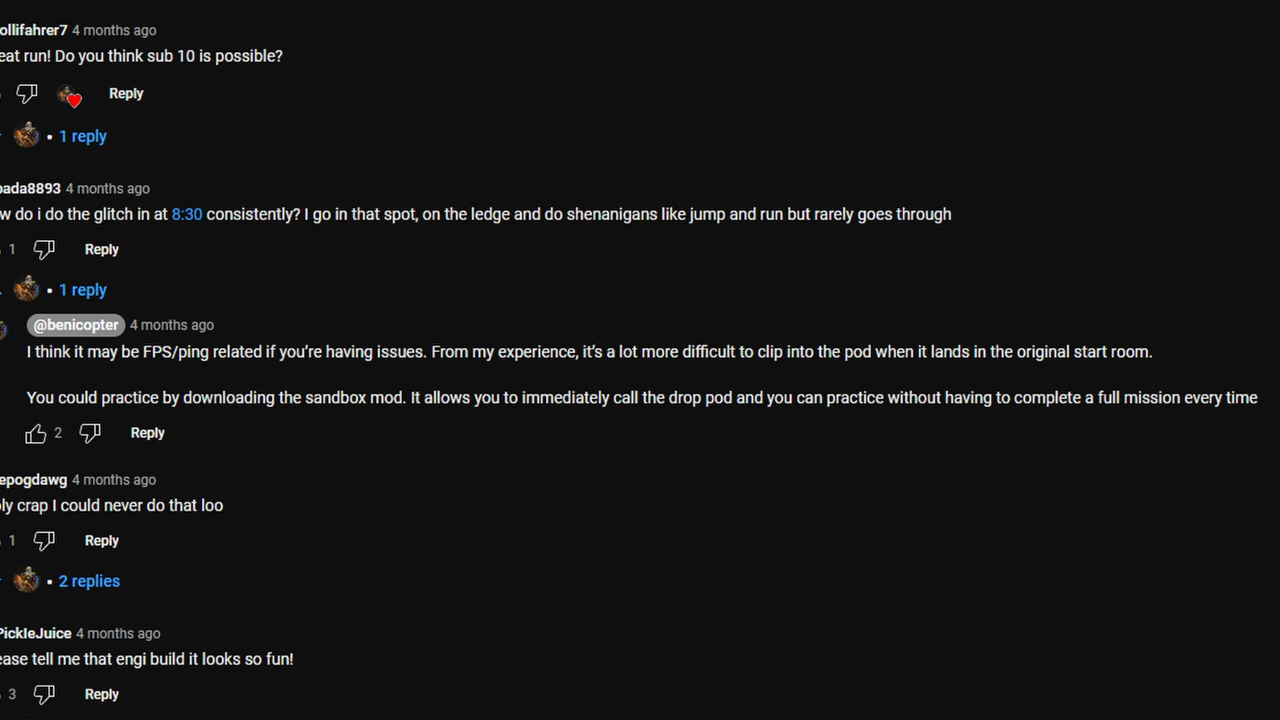 ollifahrer7 4 months ago
eat run! Do you think sub 10 is possible?
Reply
• 1 reply
pada8893 4 months ago
w do i do the glitch in at 8:30 consistently? I go in that spot, on the ledge and do shenanigans like jump and run but rarely goes through
1 Reply
• 1 reply
@benicopter 4 months ago
I think it may be FPS/ping related if you're having issues. From my experience, it's a lot more difficult to clip into the pod when it lands in the original start room.
You could practice by downloading the sandbox mod. It allows you to immediately call the drop pod and you can practice without having to complete a full mission every time
2 Reply
epogdawg 4 months ago
oly crap I could never do that loo
1 Reply
• 2 replies
PickleJuice 4 months ago
ease tell me that engi build it looks so fun!
3 Reply